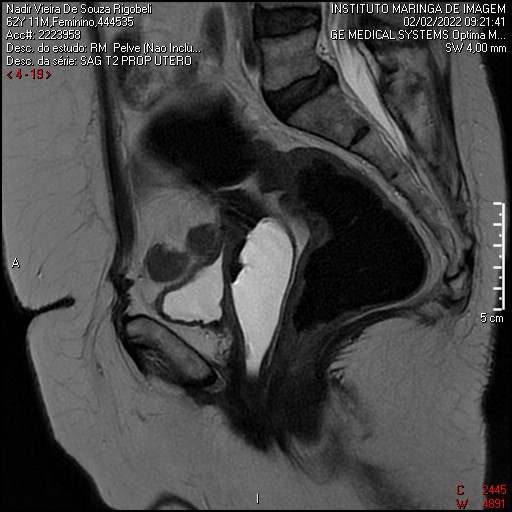 Nadir Vieira De Souza Rigobeli
62Y 11M,Feminino,444535
Acc#: 2223958
Desc. do estudo: RM Pelve (Nao Inclu...
Desc. da série: SAG T2 PROP UTERO
< 4 - 19 >
INSTITUTO MARINGA DE IMAGEM
02/02/2022 09:21:41
GE MEDICAL SYSTEMS Optima M...
SW 4,00 mm
A
5 cm
I
C 2445
W 4891